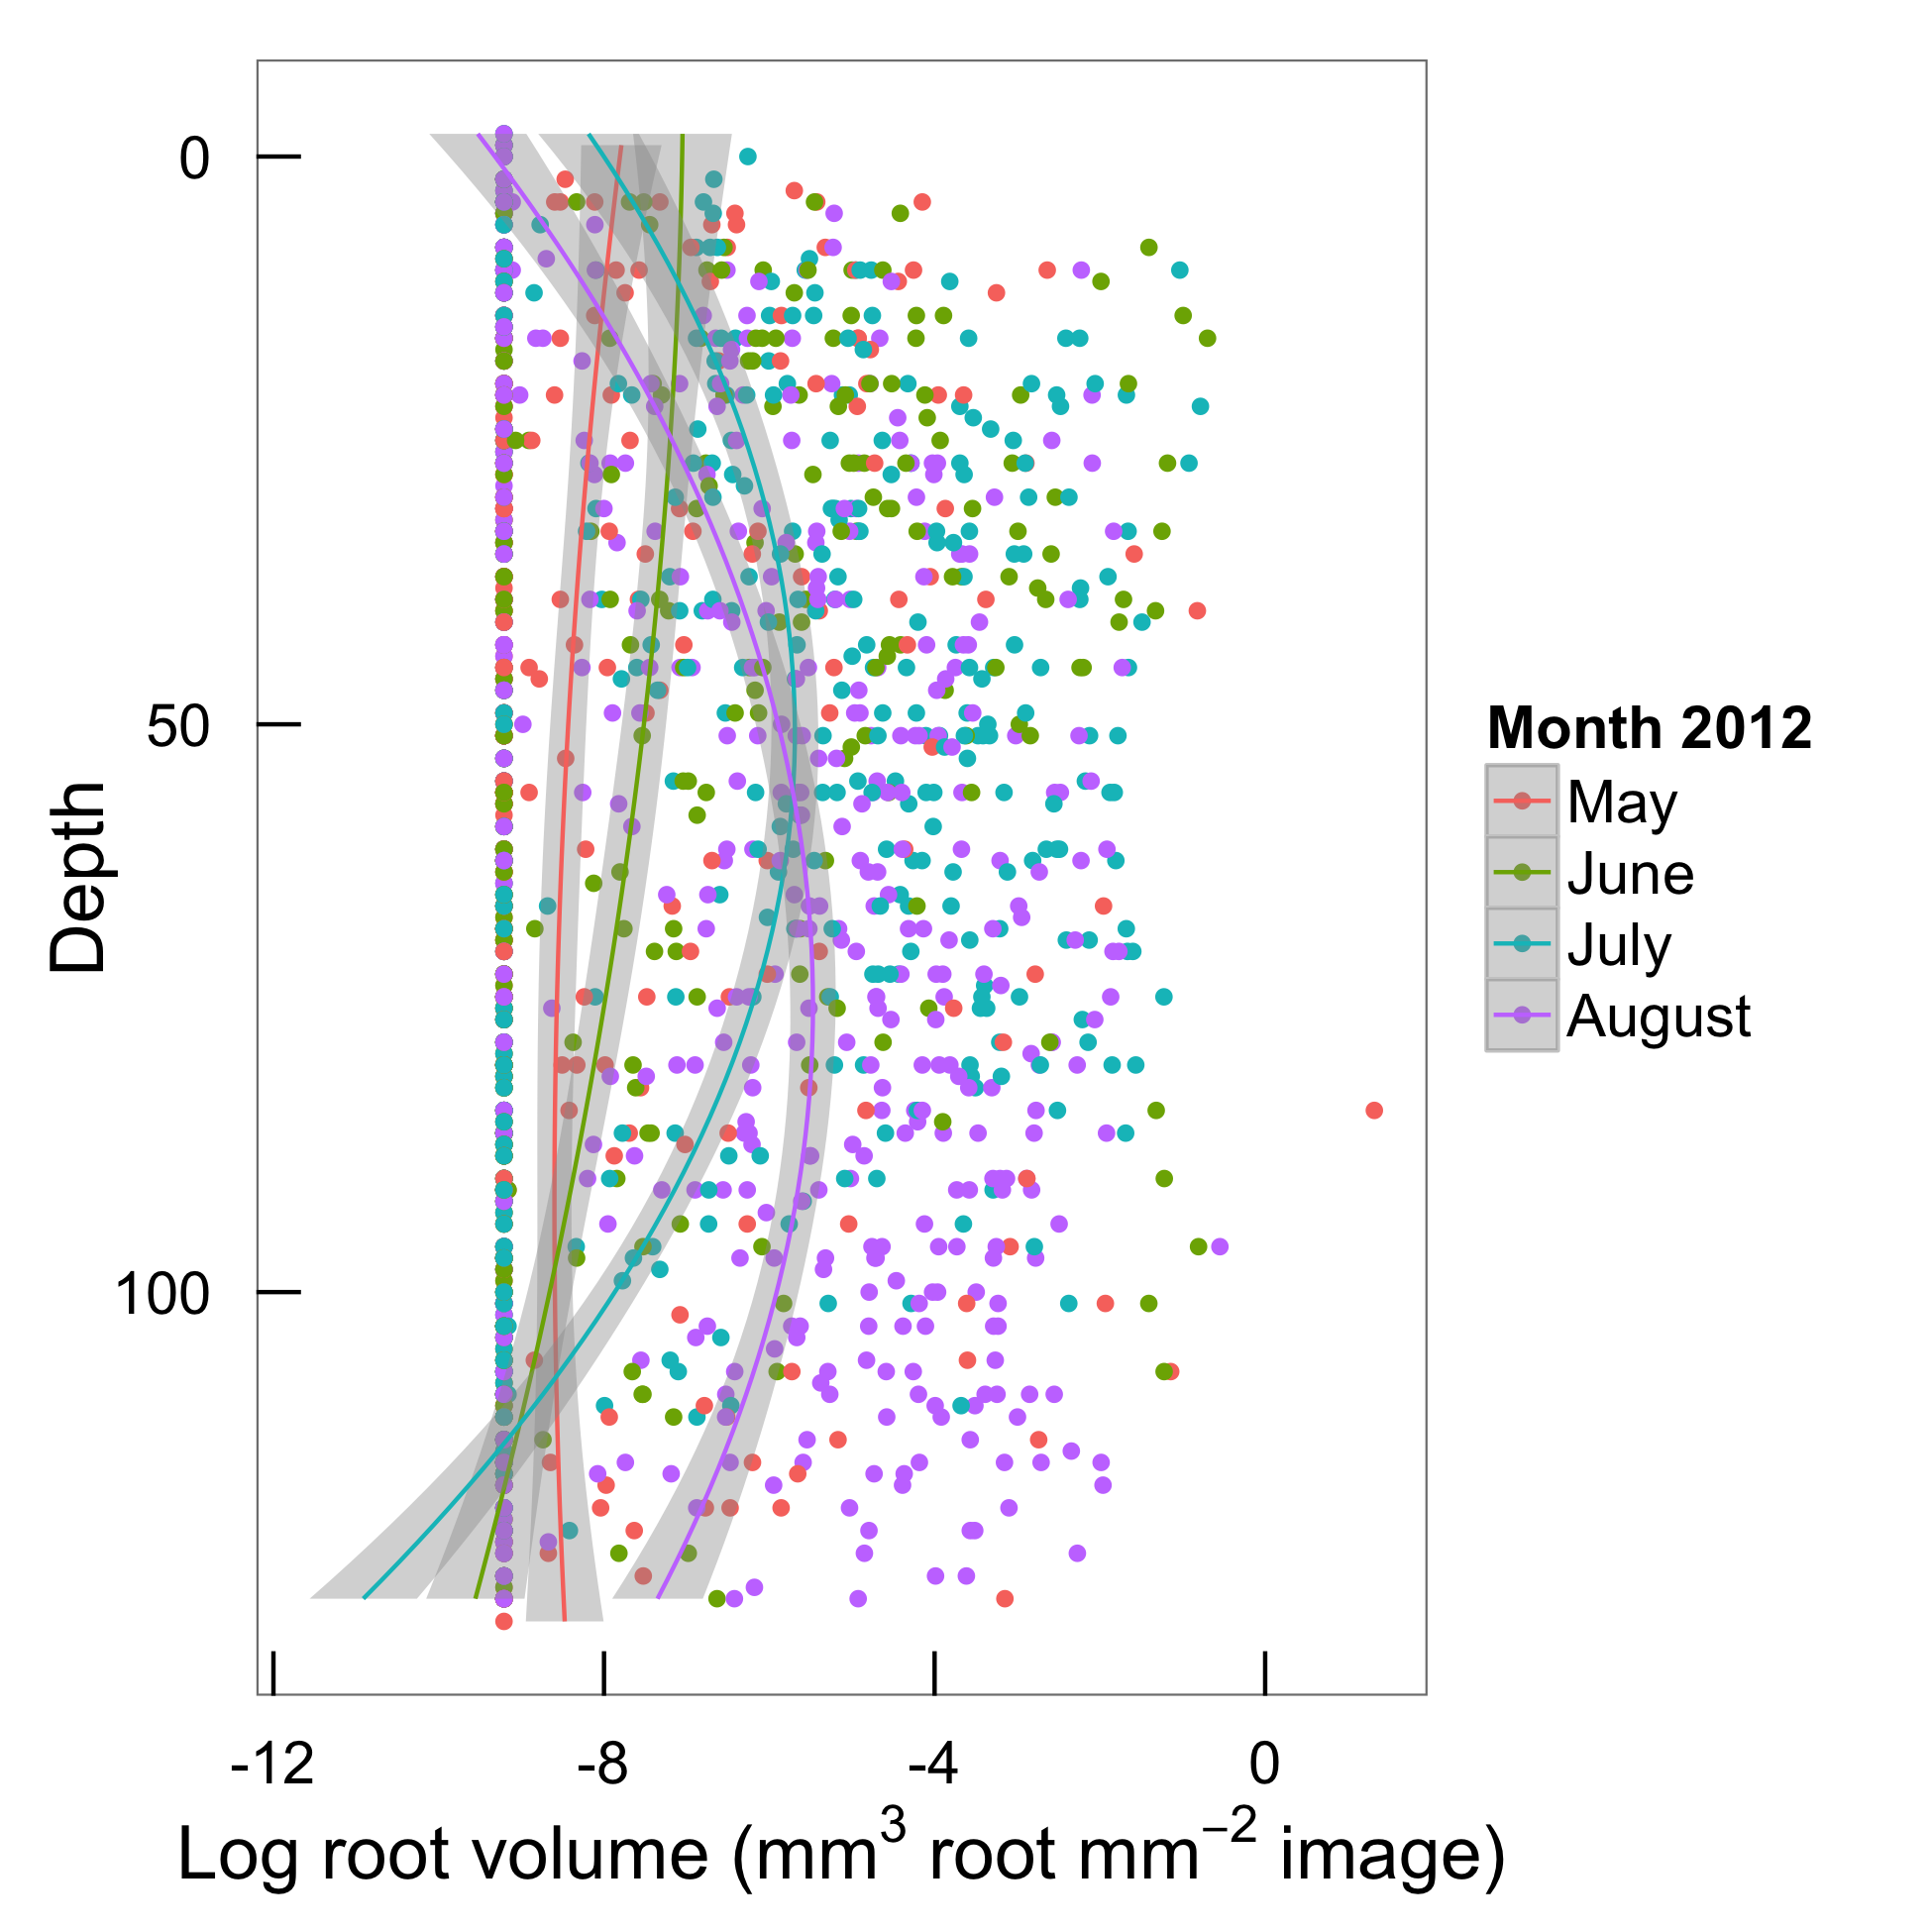 0
50
100
Depth
-12 -8 -4 0
Log root volume (mm³ root mm⁻² image)
Month 2012
May
June
July
August